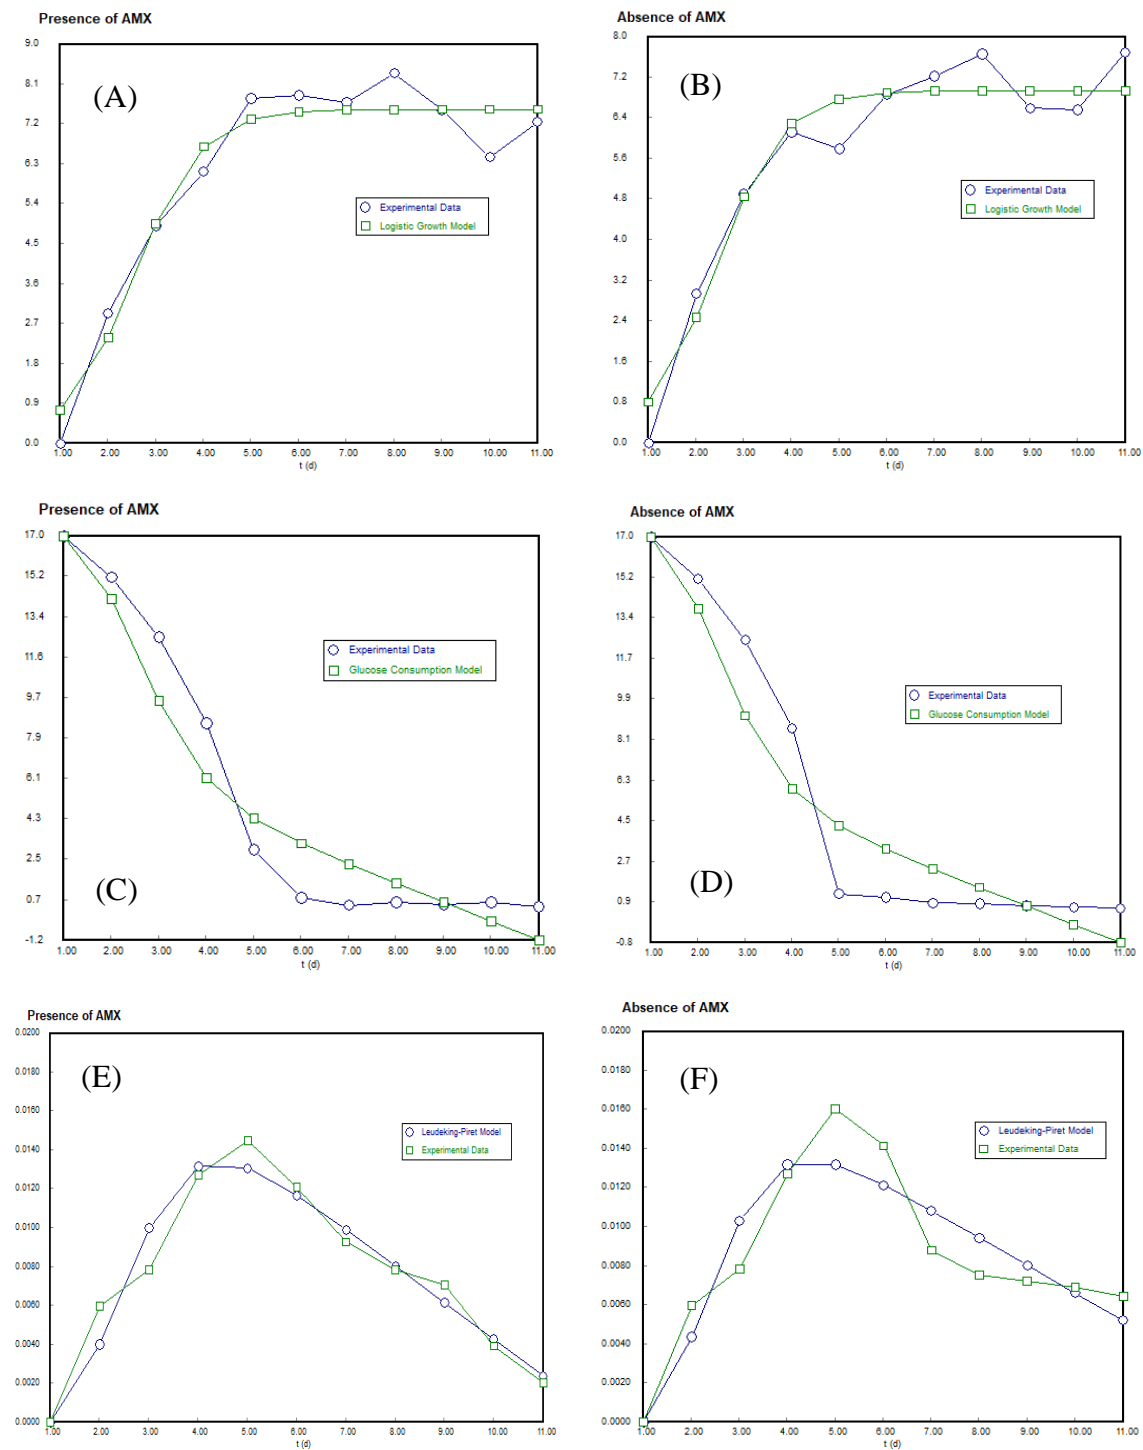 Presence of AMX
9.0
8.1
7.2
6.3
5.4
4.5
3.6
2.7
1.8
0.9
0.0
(A)
Experimental Data
Logistic Growth Model
1.00 2.00 3.00 4.00 5.00 6.00 7.00 8.00 9.00 10.00 11.00
t (d)
Absence of AMX
8.0
7.2
6.4
5.6
4.8
4.0
3.2
2.4
1.6
0.8
0.0
(B)
Experimental Data
Logistic Growth Model
1.00 2.00 3.00 4.00 5.00 6.00 7.00 8.00 9.00 10.00 11.00
t (d)
Presence of AMX
17.0
15.2
13.4
11.6
9.7
7.9
6.1
4.3
2.5
0.7
-1.2
Experimental Data
Glucose Consumption Model
(C)
1.00 2.00 3.00 4.00 5.00 6.00 7.00 8.00 9.00 10.00 11.00
t (d)
Absence of AMX
17.0
15.2
13.4
11.7
9.9
8.1
6.3
4.5
2.7
0.9
-0.8
Experimental Data
Glucose Consumption Model
(D)
1.00 2.00 3.00 4.00 5.00 6.00 7.00 8.00 9.00 10.00 11.00
t (d)
Presence of AMX
0.0200
0.0180
0.0160
0.0140
0.0120
0.0100
0.0080
0.0060
0.0040
0.0020
0.0000
(E)
Leudeking-Piret Model
Experimental Data
1.00 2.00 3.00 4.00 5.00 6.00 7.00 8.00 9.00 10.00 11.00
t (d)
Absence of AMX
0.0200
0.0180
0.0160
0.0140
0.0120
0.0100
0.0080
0.0060
0.0040
0.0020
0.0000
(F)
Leudeking-Piret Model
Experimental Data
1.00 2.00 3.00 4.00 5.00 6.00 7.00 8.00 9.00 10.00 11.00
t (d)